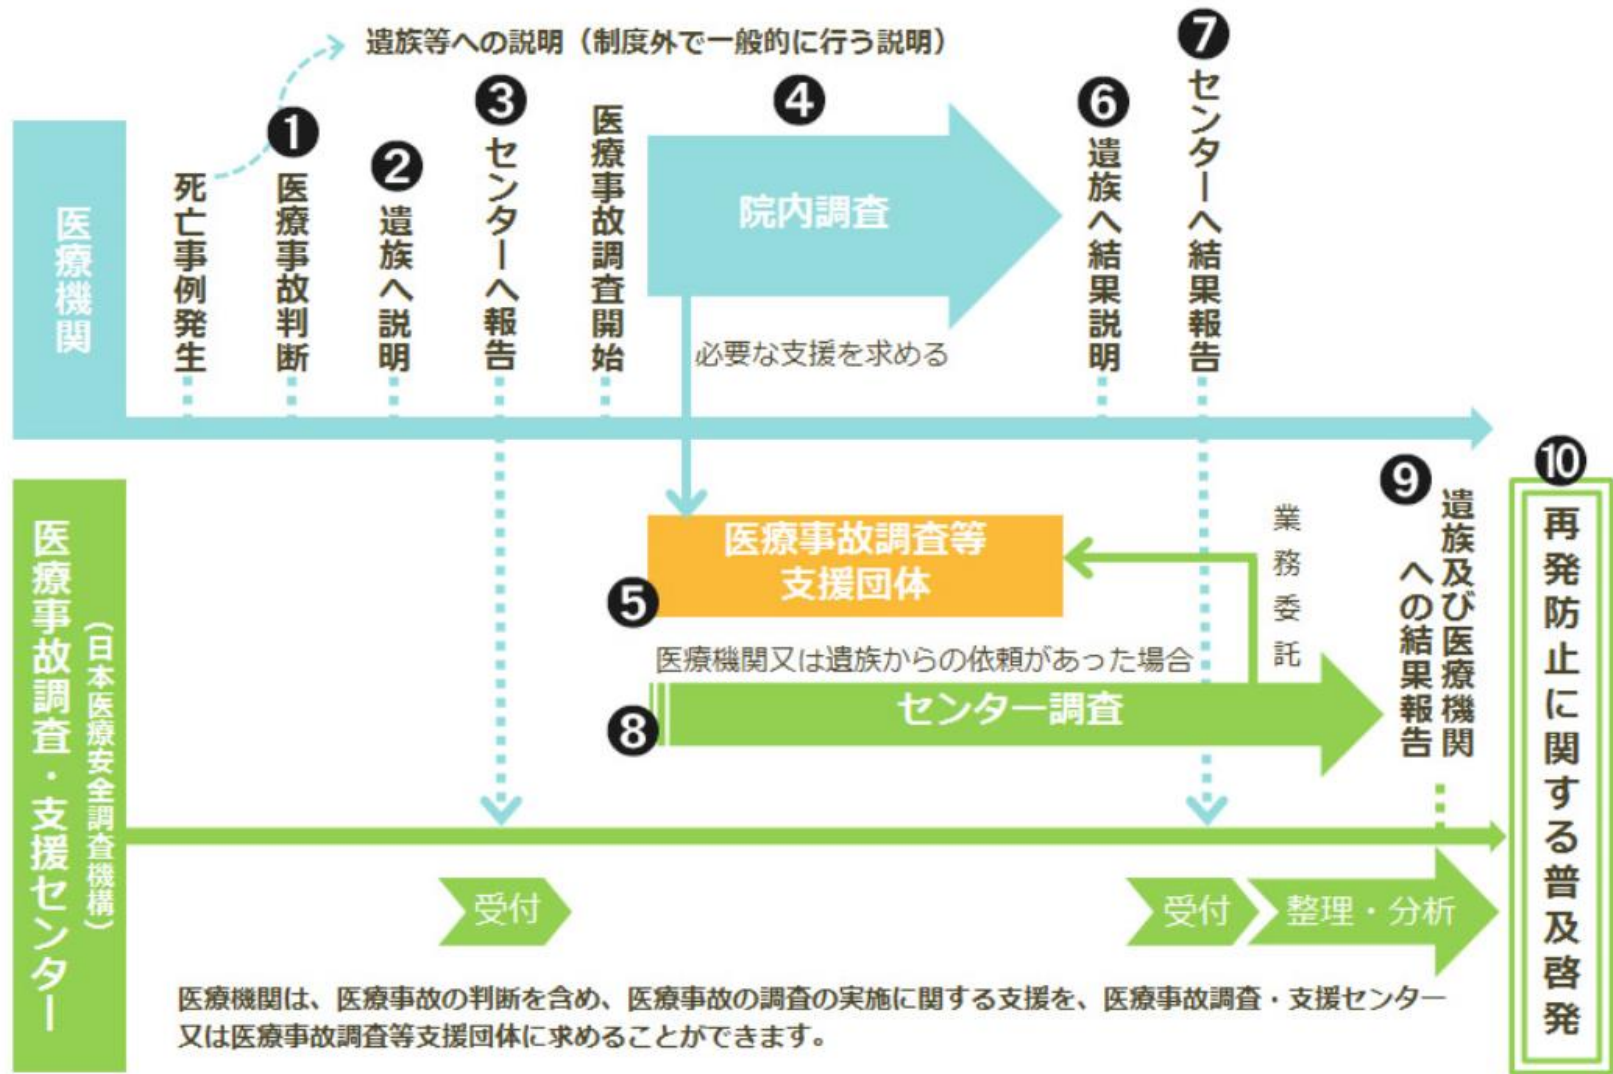 遺族等への説明（制度外で一般的に行う説明）
医療機関
死亡事例発生
❶
医療事故判断
❷
遺族へ説明
❸
センターへ報告
医療事故調査開始
❹
院内調査
必要な支援を求める
❻
遺族へ結果説明
❼
センターへ結果報告
医療事故調査・支援センター
（日本医療安全調査機構）
❺
医療事故調査等
支援団体
業務委託
医療機関又は遺族からの依頼があった場合
❽
センター調査
❾
遺族及び医療機関
への結果報告
❿
再発防止に関する普及啓発
受付
受付
整理・分析
医療機関は、医療事故の判断を含め、医療事故の調査の実施に関する支援を、医療事故調査・支援センター
又は医療事故調査等支援団体に求めることができます。